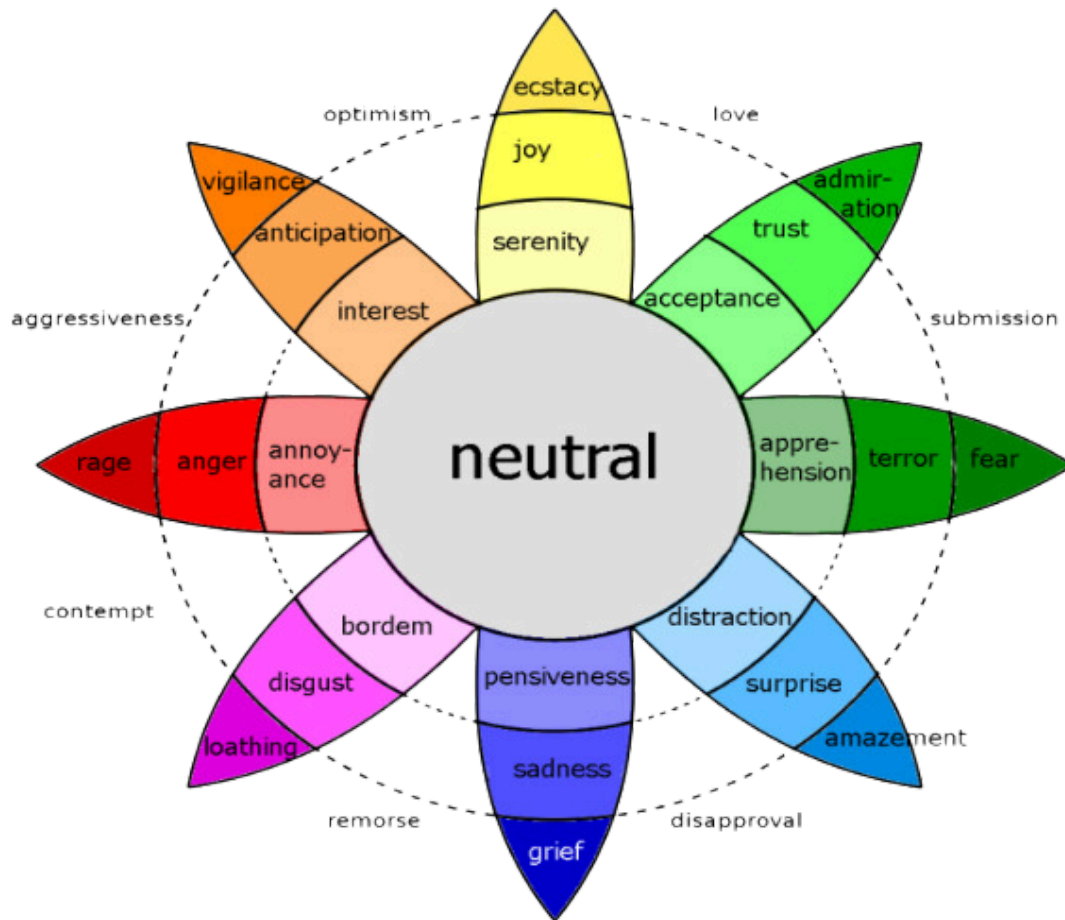 ecstacy
optimism
love
joy
vigilance
admir-
ation
anticipation
trust
serenity
acceptance
interest
aggressiveness
submission
neutral
rage
anger
annoy-
ance
appre-
hension
terror
fear
contempt
bordem
distraction
disgust
pensiveness
surprise
loathing
sadness
amazement
remorse
disapproval
grief